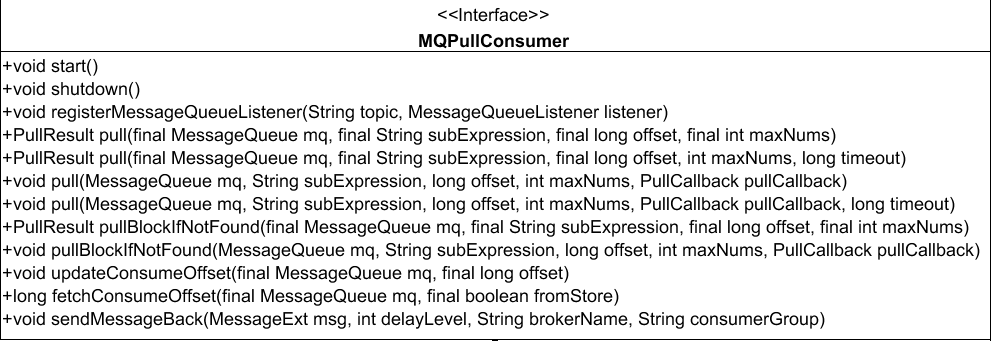 <<Interface>>
MQPullConsumer
+void start()
+void shutdown()
+void registerMessageQueueListener(String topic, MessageQueueListener listener)
+PullResult pull(final MessageQueue mq, final String subExpression, final long offset, final int maxNums)
+PullResult pull(final MessageQueue mq, final String subExpression, final long offset, int maxNums, long timeout)
+void pull(MessageQueue mq, String subExpression, long offset, int maxNums, PullCallback pullCallback)
+void pull(MessageQueue mq, String subExpression, long offset, int maxNums, PullCallback pullCallback, long timeout)
+PullResult pullBlockIfNotFound(final MessageQueue mq, final String subExpression, final long offset, final int maxNums)
+void pullBlockIfNotFound(MessageQueue mq, String subExpression, long offset, int maxNums, PullCallback pullCallback)
+void updateConsumeOffset(final MessageQueue mq, final long offset)
+long fetchConsumeOffset(final MessageQueue mq, final boolean fromStore)
+void sendMessageBack(MessageExt msg, int delayLevel, String brokerName, String consumerGroup)